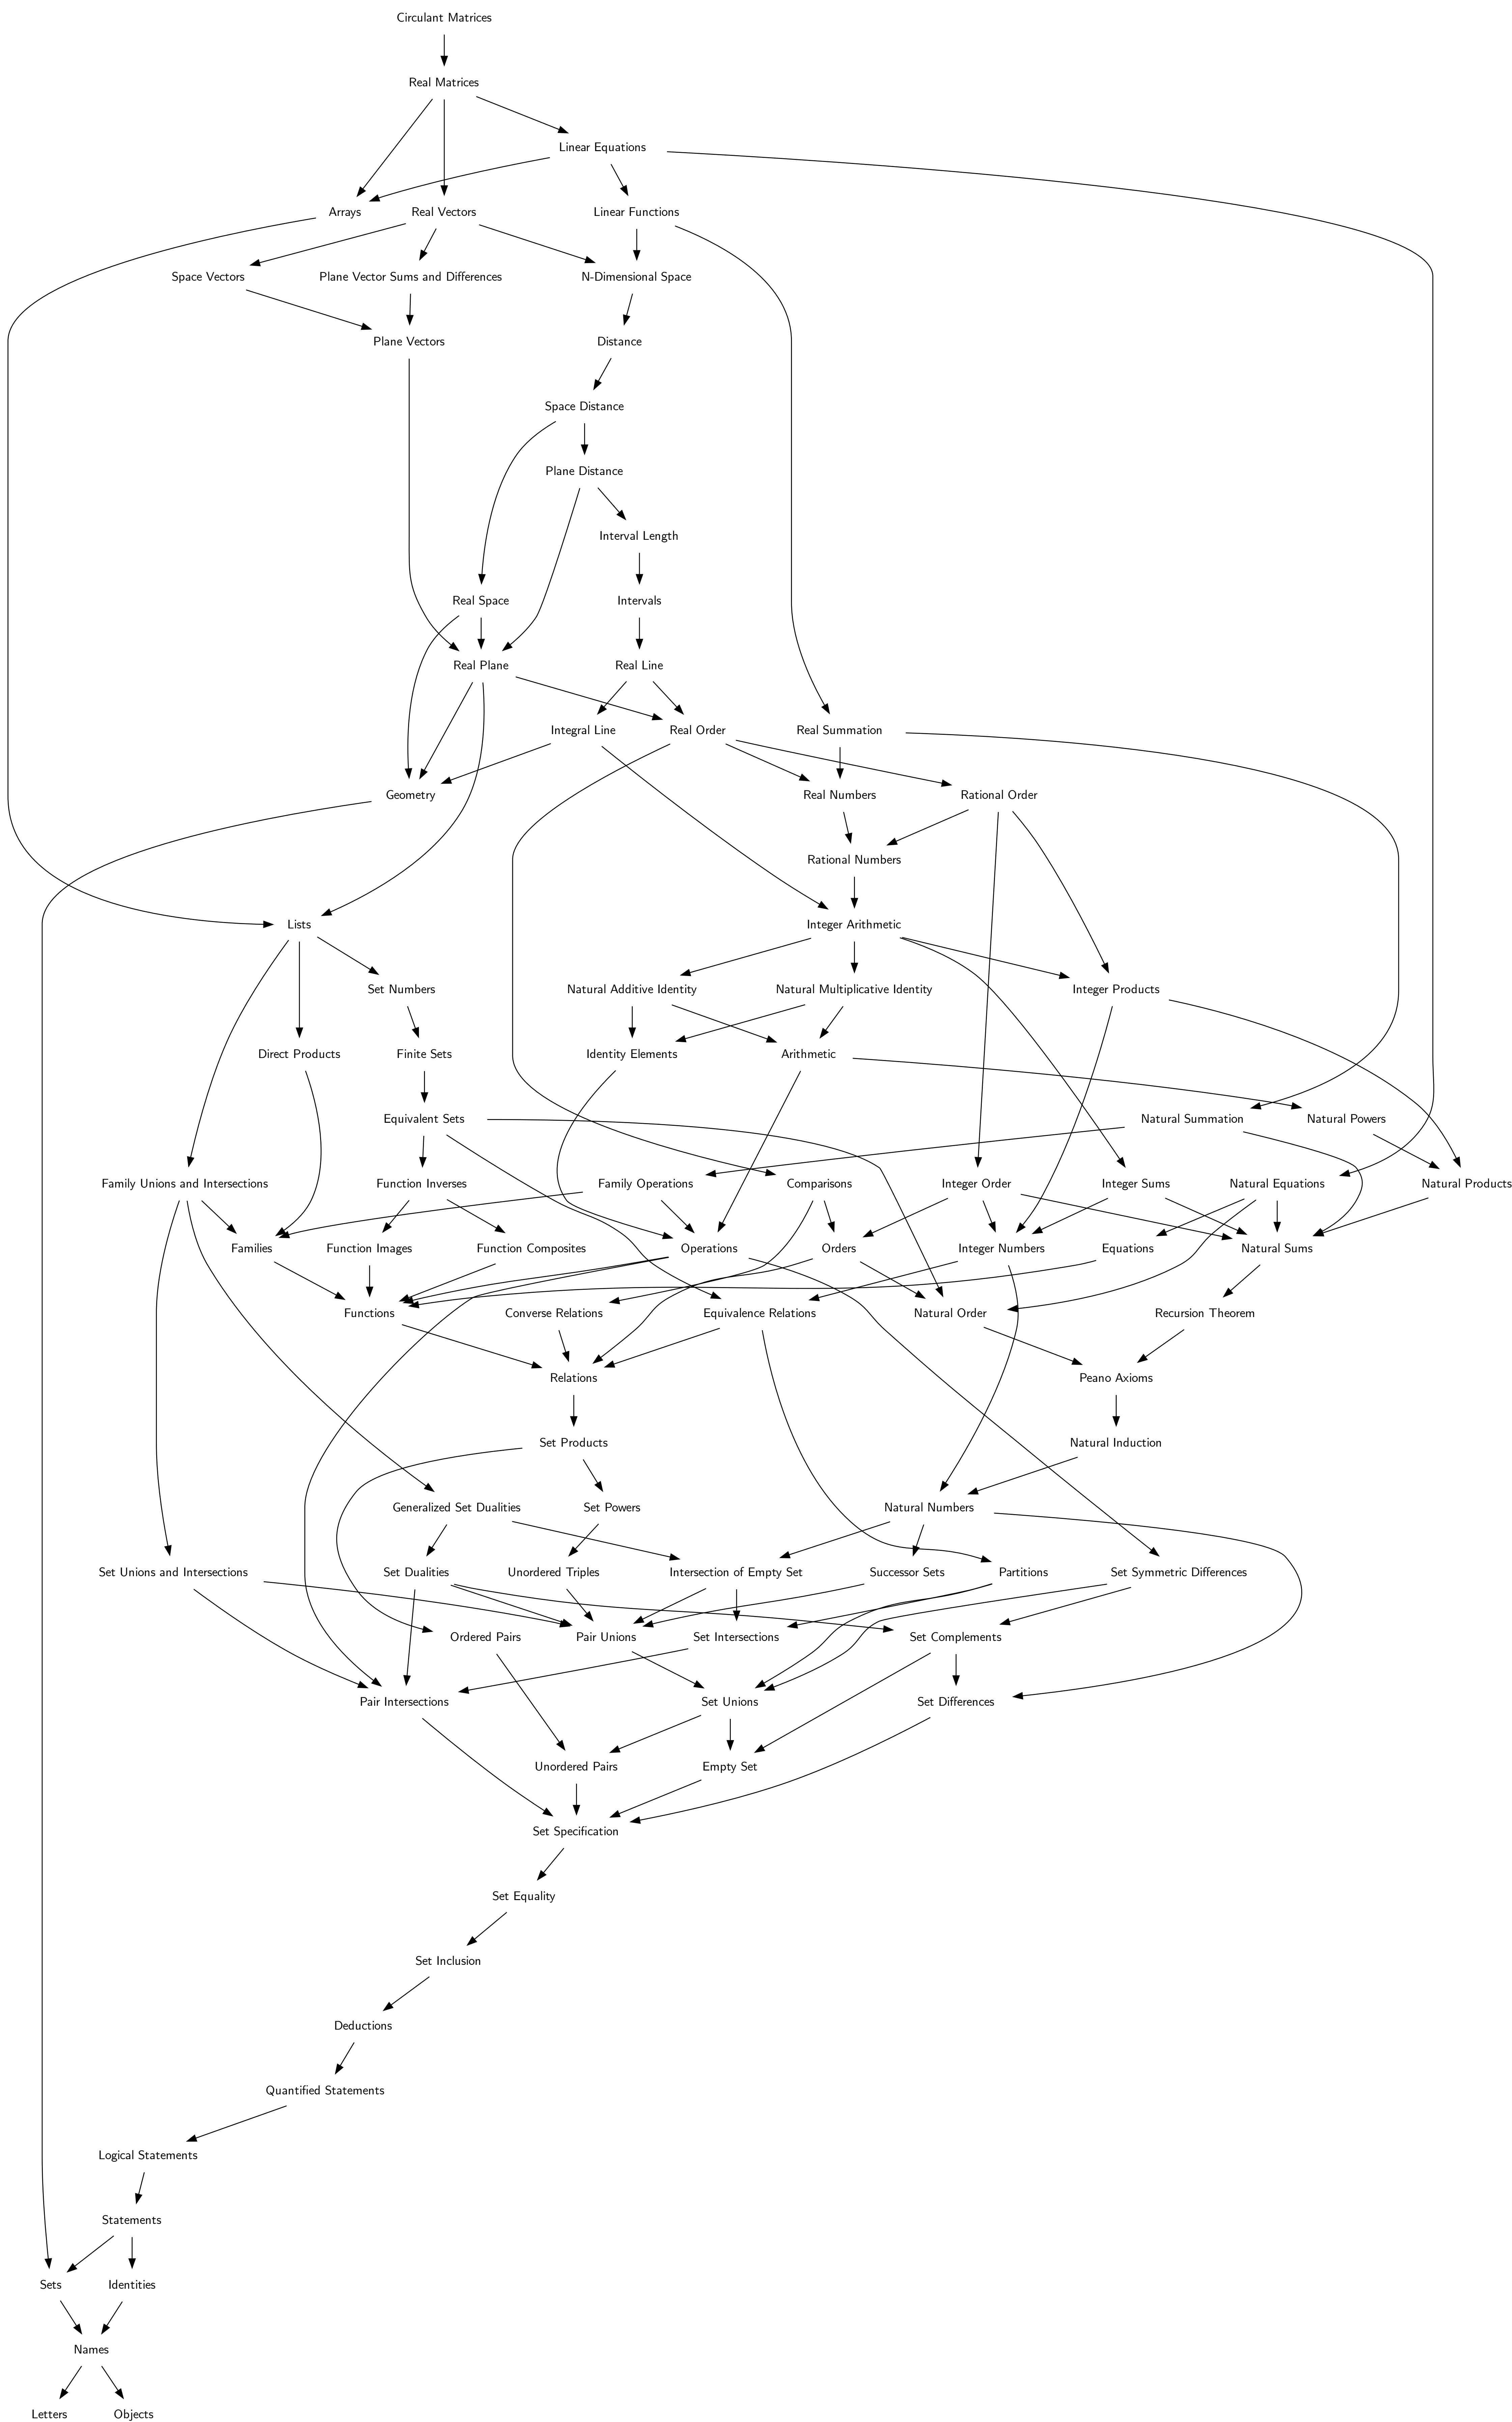 Circulant Matrices
Real Matrices
Linear Equations
Arrays
Real Vectors
Linear Functions
Space Vectors
Plane Vector Sums and Differences
N-Dimensional Space
Plane Vectors
Distance
Space Distance
Plane Distance
Interval Length
Real Space
Intervals
Real Plane
Real Line
Integral Line
Real Order
Real Summation
Geometry
Real Numbers
Rational Order
Rational Numbers
Lists
Integer Arithmetic
Set Numbers
Natural Additive Identity
Natural Multiplicative Identity
Integer Products
Direct Products
Finite Sets
Identity Elements
Arithmetic
Equivalent Sets
Natural Summation
Natural Powers
Family Unions and Intersections
Function Inverses
Family Operations
Comparisons
Integer Order
Integer Sums
Natural Equations
Natural Products
Families
Function Images
Function Composites
Operations
Orders
Integer Numbers
Equations
Natural Sums
Functions
Converse Relations
Equivalence Relations
Natural Order
Recursion Theorem
Relations
Peano Axioms
Set Products
Natural Induction
Generalized Set Dualities
Set Powers
Natural Numbers
Set Unions and Intersections
Set Dualities
Unordered Triples
Intersection of Empty Set
Successor Sets
Partitions
Set Symmetric Differences
Ordered Pairs
Pair Unions
Set Intersections
Set Complements
Pair Intersections
Set Unions
Set Differences
Unordered Pairs
Empty Set
Set Specification
Set Equality
Set Inclusion
Deductions
Quantified Statements
Logical Statements
Statements
Sets
Identities
Names
Letters
Objects